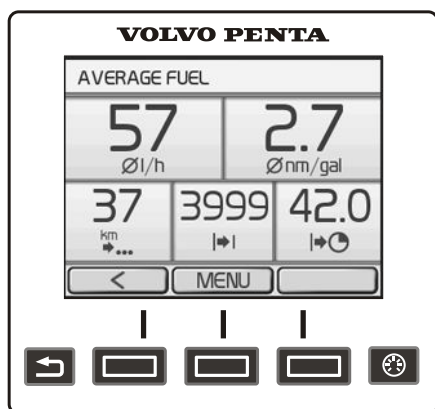 VOLVO PENTA
AVERAGE FUEL
57 2.7
Øl/h Ønm/gal
37 3999 42.0
km
... l
< MENU